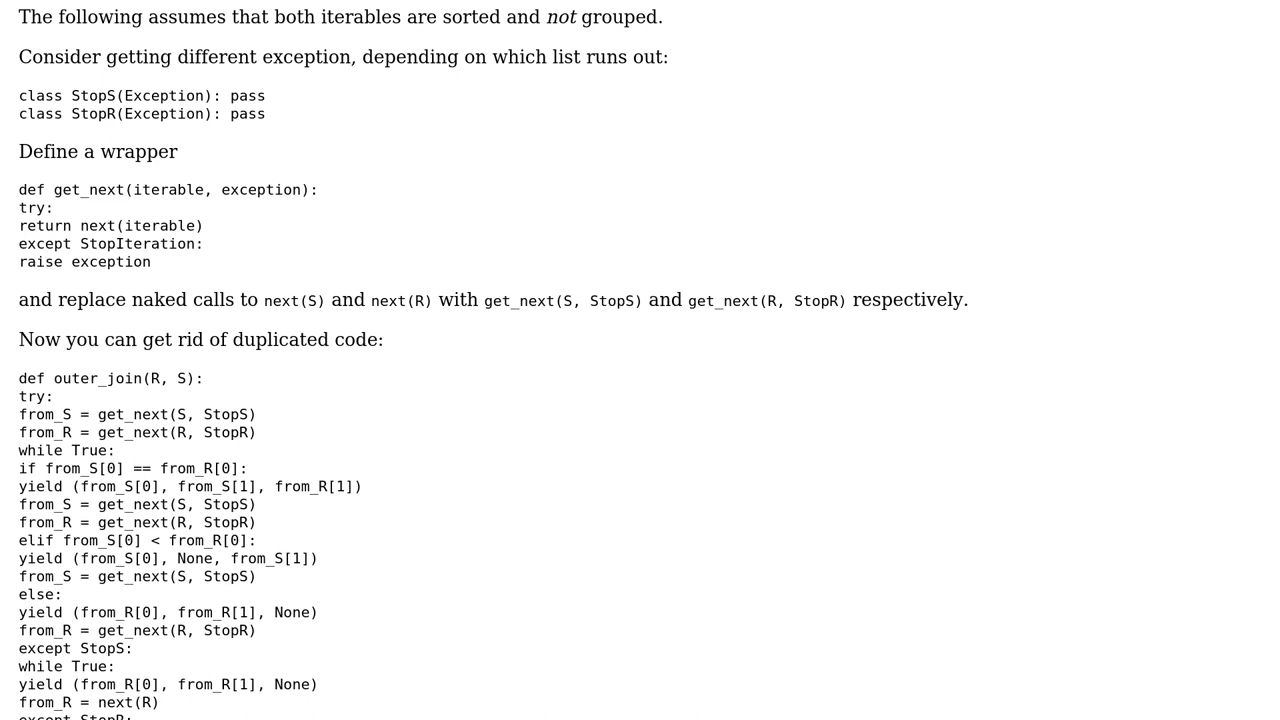 The following assumes that both iterables are sorted and not grouped.
Consider getting different exception, depending on which list runs out:
class StopS(Exception): pass
class StopR(Exception): pass
Define a wrapper
def get_next(iterable, exception):
try:
return next(iterable)
except StopIteration:
raise exception
and replace naked calls to next(S) and next(R) with get_next(S, StopS) and get_next(R, StopR) respectively.
Now you can get rid of duplicated code:
def outer_join(R, S):
try:
from_S = get_next(S, StopS)
from_R = get_next(R, StopR)
while True:
if from_S[0] == from_R[0]:
yield (from_S[0], from_S[1], from_R[1])
from_S = get_next(S, StopS)
from_R = get_next(R, StopR)
elif from_S[0] < from_R[0]:
yield (from_S[0], None, from_S[1])
from_S = get_next(S, StopS)
else:
yield (from_R[0], from_R[1], None)
from_R = get_next(R, StopR)
except StopS:
while True:
yield (from_R[0], from_R[1], None)
from_R = next(R)
except StopR: